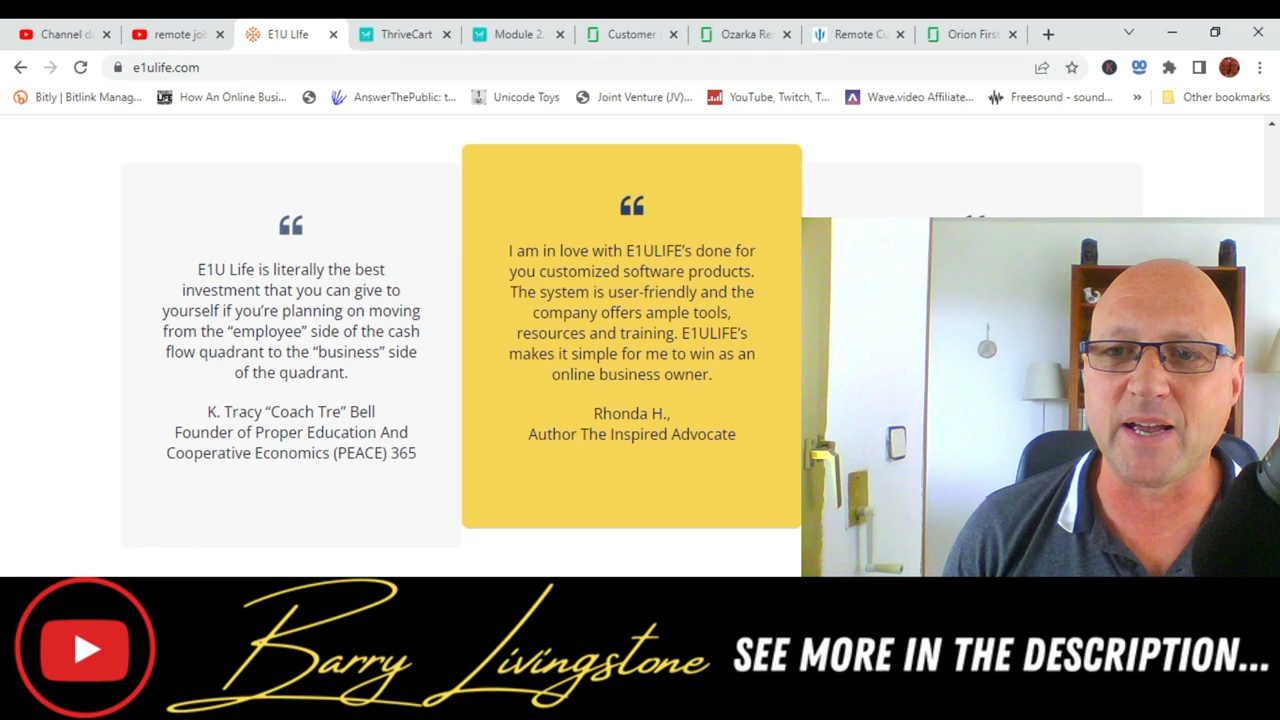 Channel d
remote job
E1U LIfe
ThriveCart
Module 2.
Customer
Ozarka Re
Remote Cu
Orion First
e1ulife.com
Bitly | Bitlink Manag...
How An Online Busi...
AnswerThePublic: t...
Unicode Toys
Joint Venture (JV)...
YouTube, Twitch, T...
Wave.video Affiliate...
Freesound - sound...
Other bookmarks
E1U Life is literally the best
investment that you can give to
yourself if you're planning on moving
from the “employee” side of the cash
flow quadrant to the “business” side
of the quadrant.
K. Tracy “Coach Tre” Bell
Founder of Proper Education And
Cooperative Economics (PEACE) 365
I am in love with E1ULIFE’s done for
you customized software products.
The system is user-friendly and the
company offers ample tools,
resources and training. E1ULIFE’s
makes it simple for me to win as an
online business owner.
Rhonda H.,
Author The Inspired Advocate
Barry Livingstone
SEE MORE IN THE DESCRIPTION...